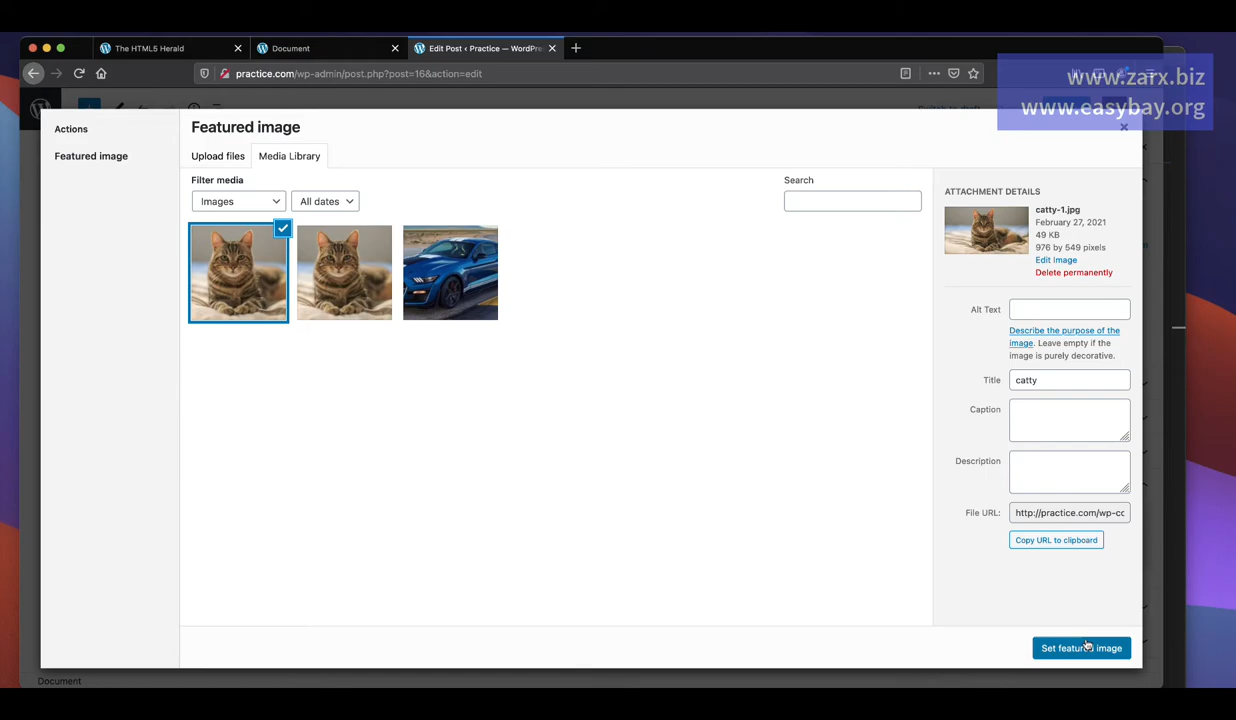 The HTML5 Herald
Document
Edit Post ‹ Practice — WordPre
practice.com/wp-admin/post.php?post=16&action=edit
www.zarx.biz
www.easybay.org
Switch to draft
Actions
Featured image
Featured image
Upload files
Media Library
Filter media
Images
All dates
Search
ATTACHMENT DETAILS
catty-1.jpg
February 27, 2021
49 KB
976 by 549 pixels
Edit Image
Delete permanently
Alt Text
Describe the purpose of the
image. Leave empty if the
image is purely decorative.
Title
catty
Caption
Description
File URL:
http://practice.com/wp-cc
Copy URL to clipboard
Set featured image
Document